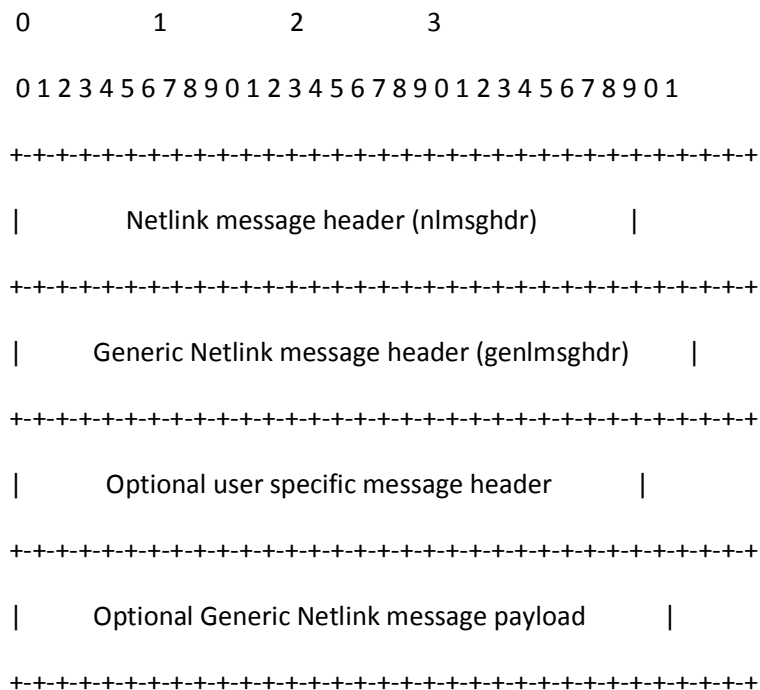 0 1 2 3
0 1 2 3 4 5 6 7 8 9 0 1 2 3 4 5 6 7 8 9 0 1 2 3 4 5 6 7 8 9 0 1
+-+-+-+-+-+-+-+-+-+-+-+-+-+-+-+-+-+-+-+-+-+-+-+-+-+-+-+-+-+-+-+-+
| Netlink message header (nlmsghdr) |
+-+-+-+-+-+-+-+-+-+-+-+-+-+-+-+-+-+-+-+-+-+-+-+-+-+-+-+-+-+-+-+-+
| Generic Netlink message header (genlmsghdr) |
+-+-+-+-+-+-+-+-+-+-+-+-+-+-+-+-+-+-+-+-+-+-+-+-+-+-+-+-+-+-+-+-+
| Optional user specific message header |
+-+-+-+-+-+-+-+-+-+-+-+-+-+-+-+-+-+-+-+-+-+-+-+-+-+-+-+-+-+-+-+-+
| Optional Generic Netlink message payload |
+-+-+-+-+-+-+-+-+-+-+-+-+-+-+-+-+-+-+-+-+-+-+-+-+-+-+-+-+-+-+-+-+